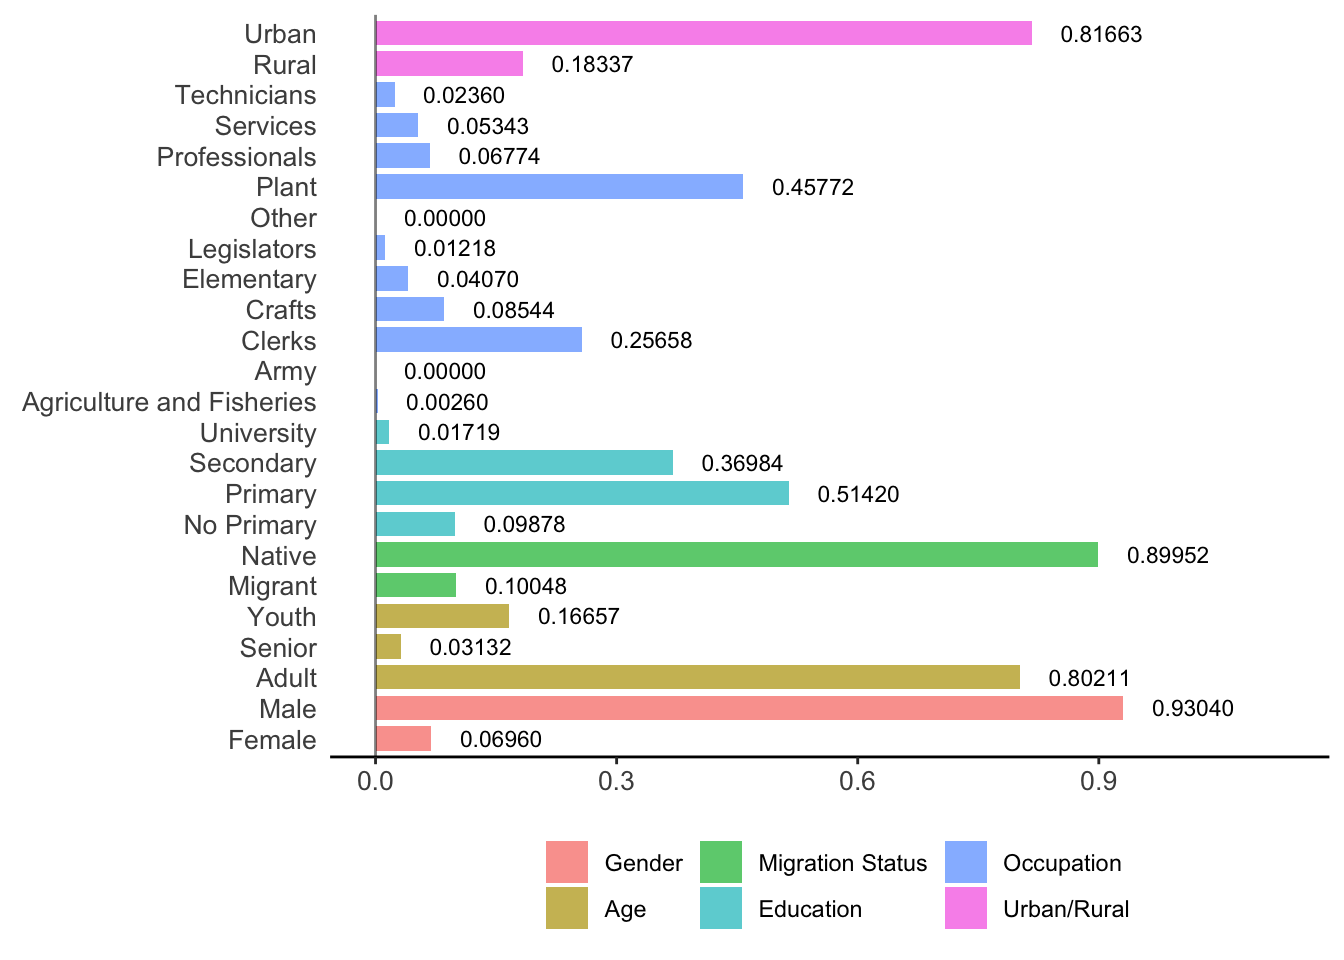 Urban 0.81663
Rural 0.18337
Technicians 0.02360
Services 0.05343
Professionals 0.06774
Plant 0.45772
Other 0.00000
Legislators 0.01218
Elementary 0.04070
Crafts 0.08544
Clerks 0.25658
Army 0.00000
Agriculture and Fisheries 0.00260
University 0.01719
Secondary 0.36984
Primary 0.51420
No Primary 0.09878
Native 0.89952
Migrant 0.10048
Youth 0.16657
Senior 0.03132
Adult 0.80211
Male 0.93040
Female 0.06960
0.0 0.3 0.6 0.9
Gender Migration Status Occupation
Age Education Urban/Rural